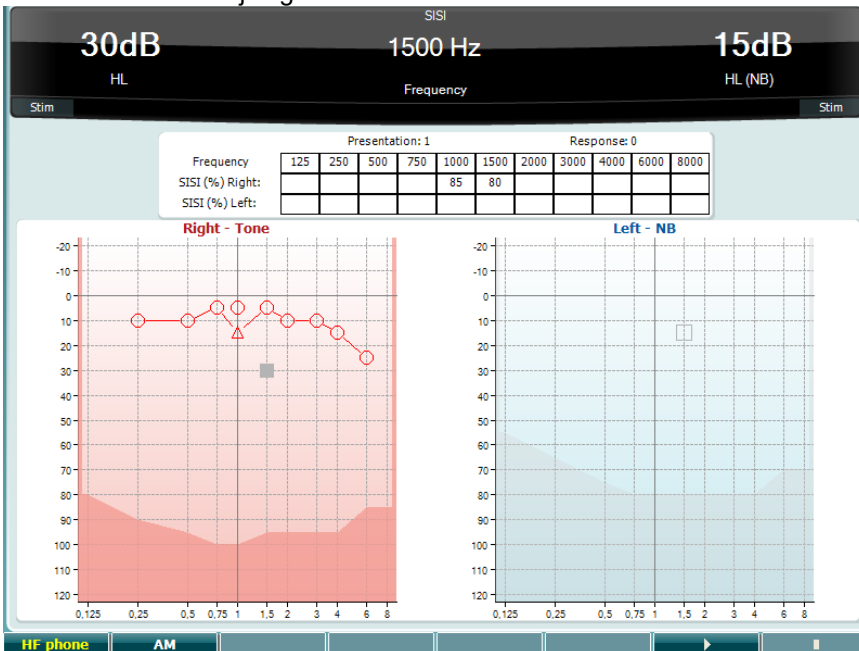 SISI
30dB 1500 Hz 15dB
HL Frequency HL (NB)
Stim Stim
Presentation: 1 Response: 0
Frequency 125 250 500 750 1000 1500 2000 3000 4000 6000 8000
SISI (%) Right: 85 80
SISI (%) Left:
Right - Tone Left - NB
-20 -20
-10 -10
0 0
10 10
20 20
30 30
40 40
50 50
60 60
70 70
80 80
90 90
100 100
110 110
120 120
0,125 0,25 0,5 0,75 1 1,5 2 3 4 6 8 0,125 0,25 0,5 0,75 1 1,5 2 3 4 6 8
HF phone AM